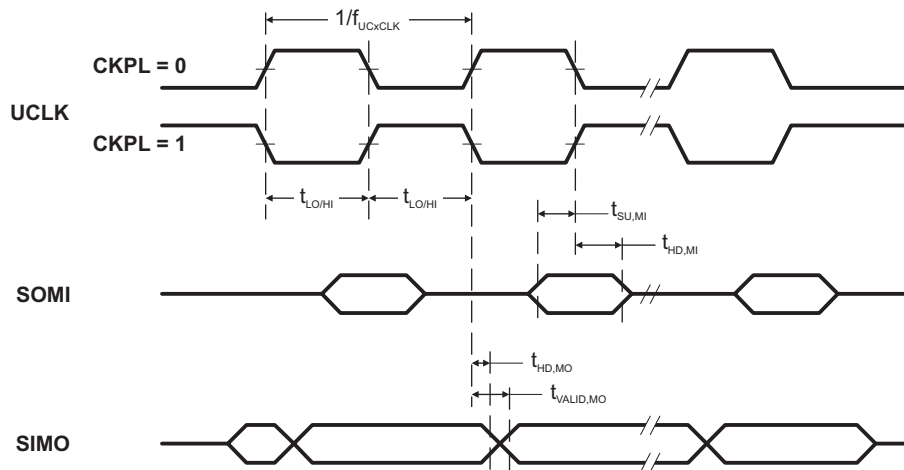 1/fUCxCLK
CKPL = 0
UCLK
CKPL = 1
tLO/HI
tLO/HI
tSU,MI
tHD,MI
SOMI
tHD,MO
tVALID,MO
SIMO